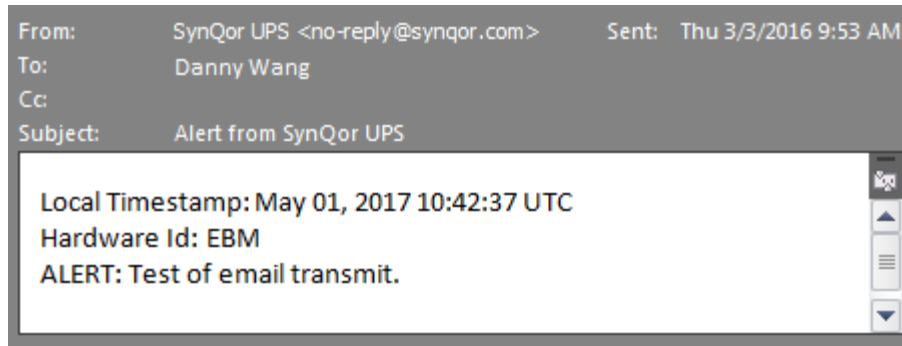 From: SynQor UPS <no-reply@synqor.com> Sent: Thu 3/3/2016 9:53 AM
To: Danny Wang
Cc:
Subject: Alert from SynQor UPS
Local Timestamp: May 01, 2017 10:42:37 UTC
Hardware Id: EBM
ALERT: Test of email transmit.